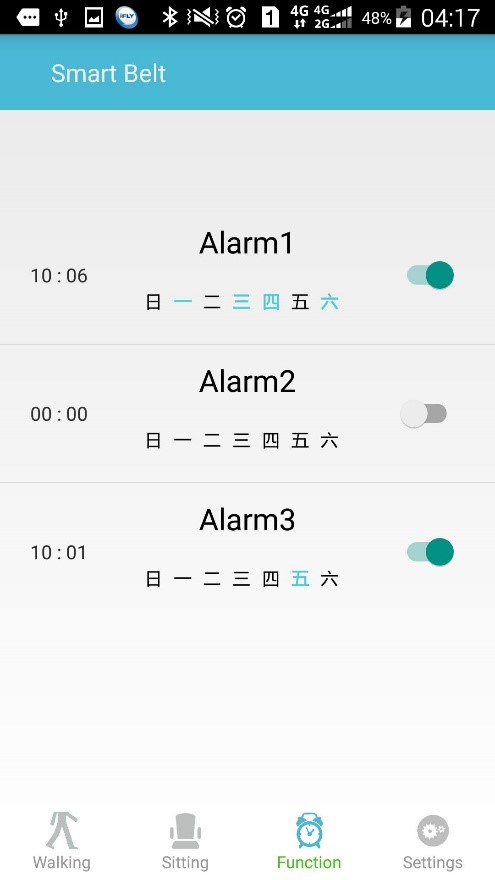 iFLY 1 4G 4G 2G 48% 04:17
Smart Belt
Alarm1
10 : 06
日 一 二 三 四 五 六
Alarm2
00 : 00
日 一 二 三 四 五 六
Alarm3
10 : 01
日 一 二 三 四 五 六
Walking Sitting Function Settings